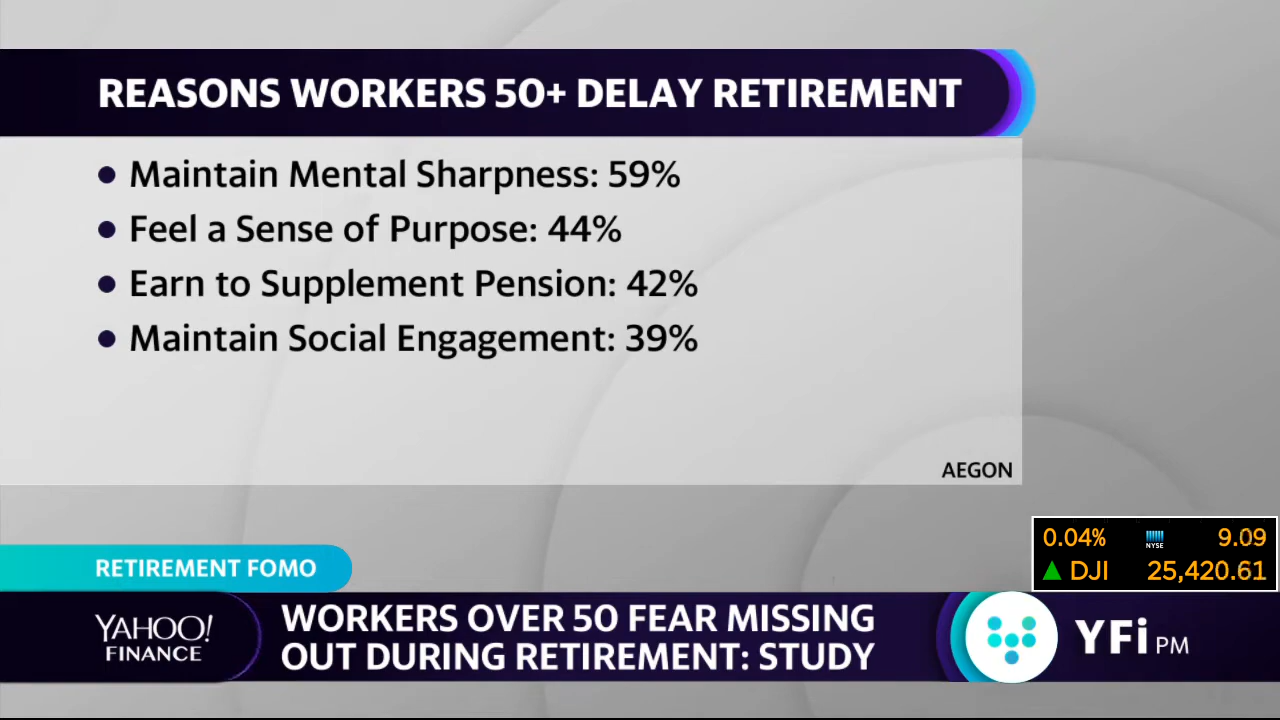 REASONS WORKERS 50+ DELAY RETIREMENT
• Maintain Mental Sharpness: 59%
• Feel a Sense of Purpose: 44%
• Earn to Supplement Pension: 42%
• Maintain Social Engagement: 39%
AEGON
0.04% NYSE 9.09
▲ DJI 25,420.61
RETIREMENT FOMO
YAHOO!
FINANCE
WORKERS OVER 50 FEAR MISSING
OUT DURING RETIREMENT: STUDY
YFi PM